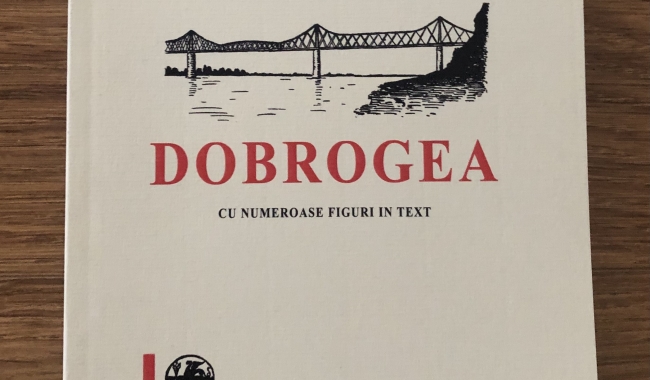 DOBROGEA
CU NUMEROASE FIGURI IN TEXT